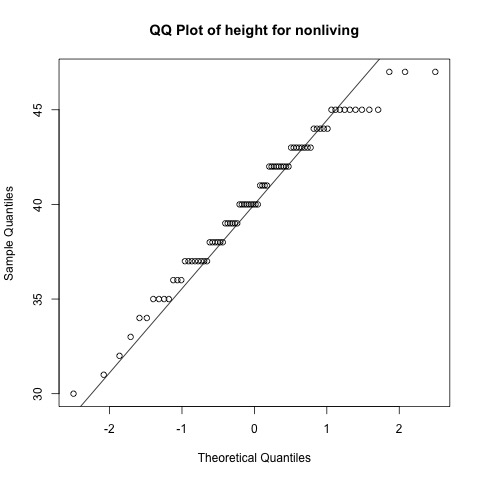 QQ Plot of height for nonliving
Sample Quantiles
45
40
35
30
-2 -1 0 1 2
Theoretical Quantiles